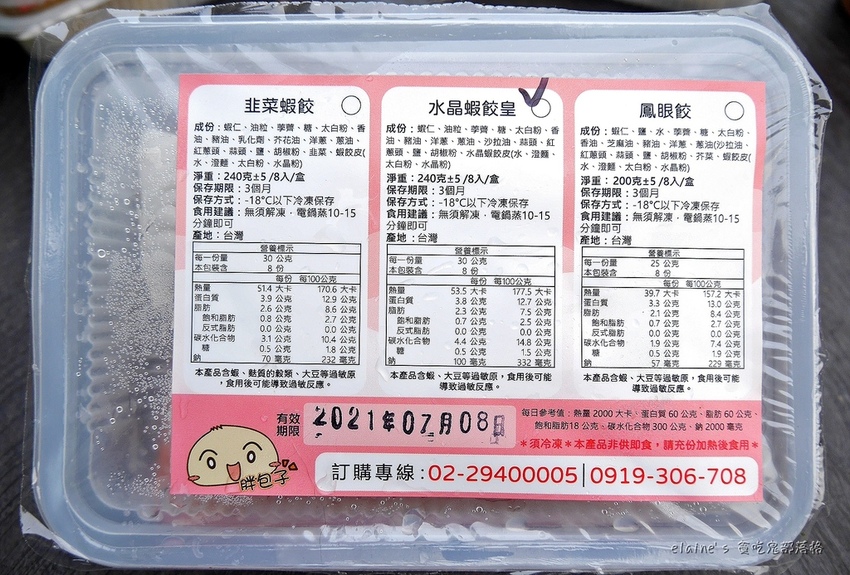 韭菜蝦餃
成份：蝦仁、油粒、荸薺、糖、太白粉、香
油、豬油、乳化劑、芥花油、洋蔥、蔥油、
紅蔥頭、蒜頭、鹽、胡椒粉、韭菜、蝦餃皮(
水、澄麵、太白粉、水晶粉)
淨重：240克±5 /8入/盒
保存期限：3個月
保存方式：-18°C以下冷凍保存
食用建議：無須解凍，電鍋蒸10-15
分鐘即可
產地：台灣
營養標示
每一份量 30 公克
本包裝含 8 份
每份 每100公克
熱量 51.4 大卡 170.6 大卡
蛋白質 3.9 公克 12.9 公克
脂肪 2.6 公克 8.6 公克
飽和脂肪 0.8 公克 2.7 公克
反式脂肪 0.0 公克 0.0 公克
碳水化合物 3.1 公克 10.4 公克
糖 0.5 公克 1.8 公克
鈉 70 毫克 232 毫克
本產品含蝦、麩質的穀類、大豆等過敏原
，食用後可能導致過敏反應。
水晶蝦餃皇
成份：蝦仁、油粒、荸薺、糖、太白粉、香
油、豬油、洋蔥、蔥油、沙拉油、蒜頭、紅
蔥頭、鹽、胡椒粉、水晶蝦餃皮(水、澄麵、
太白粉、水晶粉)
淨重：240克±5 /8入/盒
保存期限：3個月
保存方式：-18°C以下冷凍保存
食用建議：無須解凍，電鍋蒸10-15
分鐘即可
產地：台灣
營養標示
每一份量 30 公克
本包裝含 8 份
每份 每100公克
熱量 53.5 大卡 177.5 大卡
蛋白質 3.8 公克 12.7 公克
脂肪 2.3 公克 7.5 公克
飽和脂肪 0.7 公克 2.5 公克
反式脂肪 0.0 公克 0.0 公克
碳水化合物 4.4 公克 14.8 公克
糖 0.5 公克 1.5 公克
鈉 100 毫克 332 毫克
本產品含蝦、大豆等過敏原，食用後可能
導致過敏反應。
鳳眼餃
成份：蝦仁、鹽、水、荸薺、糖、太白粉、
香油、芝麻油、豬油、洋蔥、蔥油(沙拉油、
紅蔥頭、蒜頭、鹽、胡椒粉、芥菜、蝦餃皮(
水、澄麵、太白粉、水晶粉)
淨重：200克±5 /8入/盒
保存期限：3個月
保存方式：-18°C以下冷凍保存
食用建議：無須解凍，電鍋蒸10-15
分鐘即可
產地：台灣
營養標示
每一份量 25 公克
本包裝含 8 份
每份 每100公克
熱量 39.7 大卡 157.2 大卡
蛋白質 3.3 公克 13.0 公克
脂肪 2.1 公克 8.4 公克
飽和脂肪 0.7 公克 2.7 公克
反式脂肪 0.0 公克 0.0 公克
碳水化合物 1.9 公克 7.4 公克
糖 0.5 公克 1.9 公克
鈉 57 毫克 229 毫克
本產品含蝦、大豆等過敏原，食用後可能
導致過敏反應。
有效
期限
2021年07月08日
每日參考值：熱量 2000 大卡、蛋白質 60 公克、脂肪 60 公克、
飽和脂肪18 公克、碳水化合物 300 公克、鈉 2000 毫克
＊須冷凍＊本產品非供即食，請充份加熱後食用＊
胖包子
訂購專線：02-29400005│0919-306-708
elaine's 貪吃鬼部落格